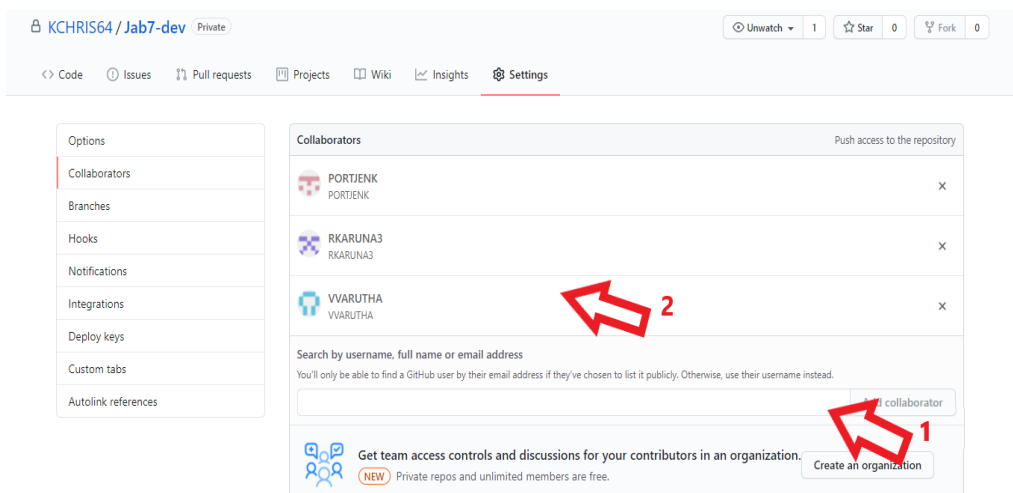 KCHRIS64 / Jab7-dev Private
Unwatch 1 Star 0 Fork 0
Code Issues Pull requests Projects Wiki Insights Settings
Options
Collaborators
Branches
Hooks
Notifications
Integrations
Deploy keys
Custom tabs
Autolink references
Collaborators Push access to the repository
PORTJENK
PORTJENK
RKARUNA3
RKARUNA3
VVARUTHA
VVARUTHA
2
Search by username, full name or email address
You'll only be able to find a GitHub user by their email address if they've chosen to list it publicly. Otherwise, use their username instead.
Add collaborator
1
Get team access controls and discussions for your contributors in an organization.
NEW Private repos and unlimited members are free.
Create an organization